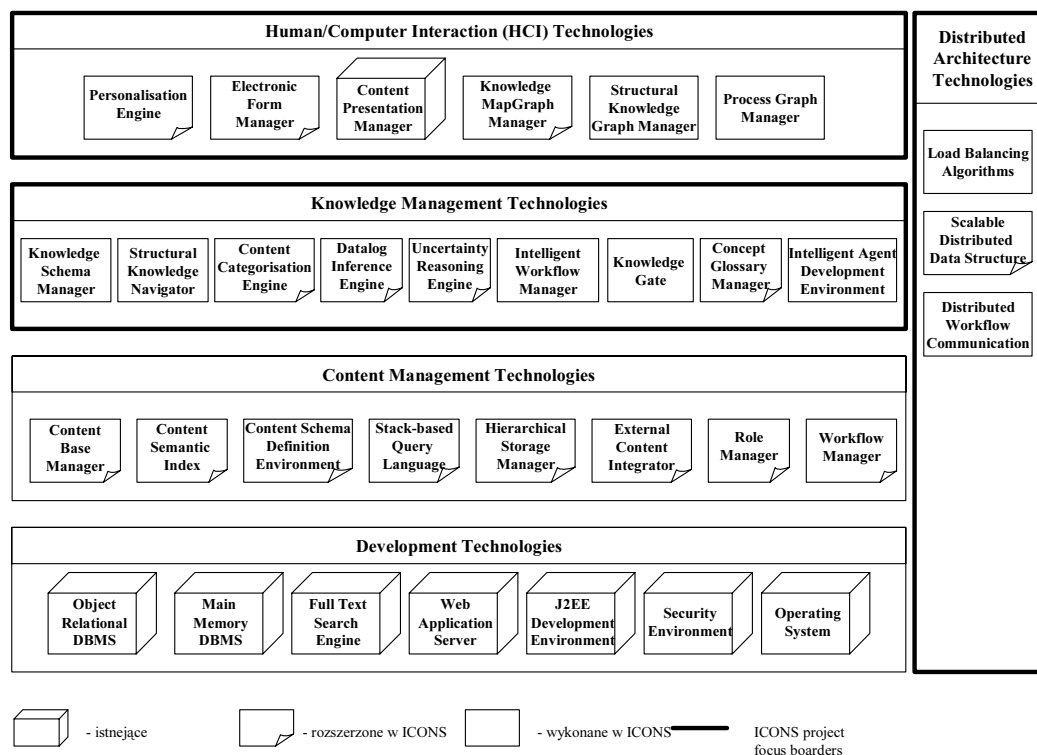 Human/Computer Interaction (HCI) Technologies
Personalisation
Engine
Electronic
Form
Manager
Content
Presentation
Manager
Knowledge
MapGraph
Manager
Structural
Knowledge
Graph Manager
Process Graph
Manager
Knowledge Management Technologies
Knowledge
Schema
Manager
Structural
Knowledge
Navigator
Content
Categorisation
Engine
Datalog
Inference
Engine
Uncertainty
Reasoning
Engine
Intelligent
Workflow
Manager
Knowledge
Gate
Concept
Glossary
Manager
Intelligent Agent
Development
Environment
Content Management Technologies
Content
Base
Manager
Content
Semantic
Index
Content Schema
Definition
Environment
Stack-based
Query
Language
Hierarchical
Storage
Manager
External
Content
Integrator
Role
Manager
Workflow
Manager
Development Technologies
Object
Relational
DBMS
Main
Memory
DBMS
Full Text
Search
Engine
Web
Application
Server
J2EE
Development
Environment
Security
Environment
Operating
System
Distributed
Architecture
Technologies
Load Balancing
Algorithms
Scalable
Distributed
Data Structure
Distributed
Workflow
Communication
- istnejące
- rozszerzone w ICONS
- wykonane w ICONS
ICONS project
focus boarders